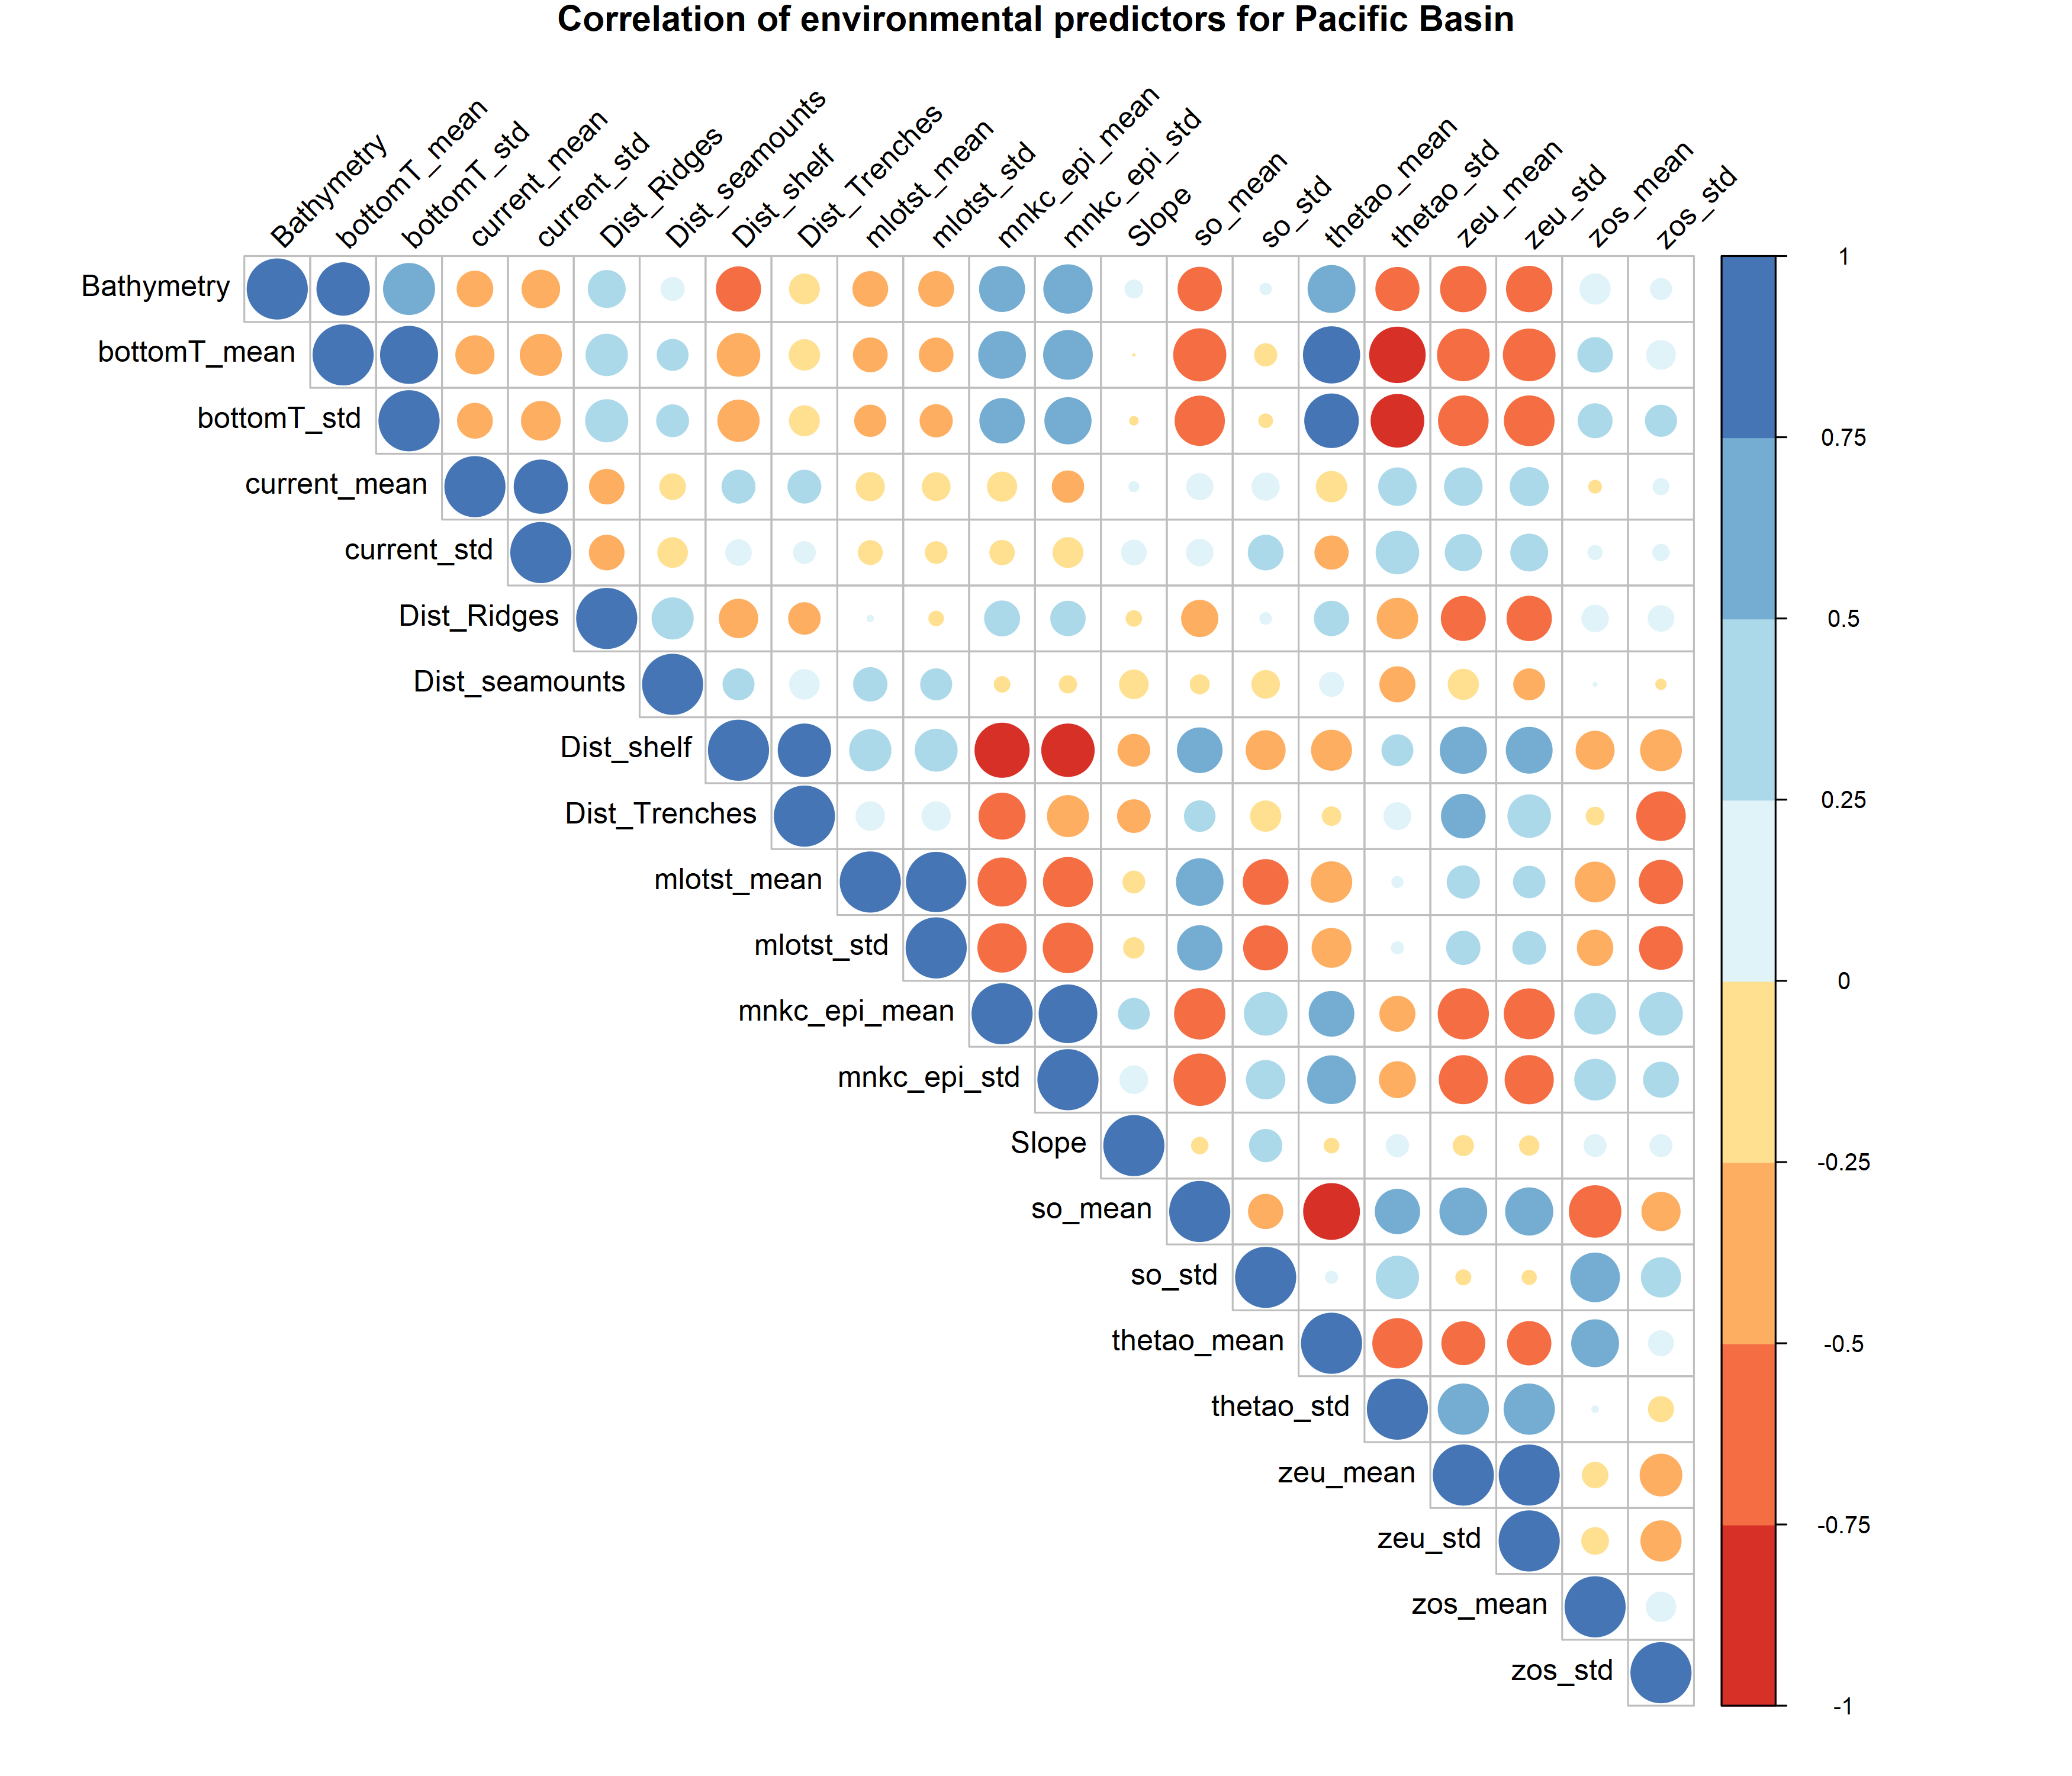 Correlation of environmental predictors for Pacific Basin
Bathymetry
bottomT_mean
bottomT_std
current_mean
current_std
Dist_Ridges
Dist_seamounts
Dist_shelf
Dist_Trenches
mlotst_mean
mlotst_std
mnkc_epi_mean
mnkc_epi_std
Slope
so_mean
so_std
thetao_mean
thetao_std
zeu_mean
zeu_std
zos_mean
zos_std
Bathymetry
bottomT_mean
bottomT_std
current_mean
current_std
Dist_Ridges
Dist_seamounts
Dist_shelf
Dist_Trenches
mlotst_mean
mlotst_std
mnkc_epi_mean
mnkc_epi_std
Slope
so_mean
so_std
thetao_mean
thetao_std
zeu_mean
zeu_std
zos_mean
zos_std
1
0.75
0.5
0.25
0
-0.25
-0.5
-0.75
-1